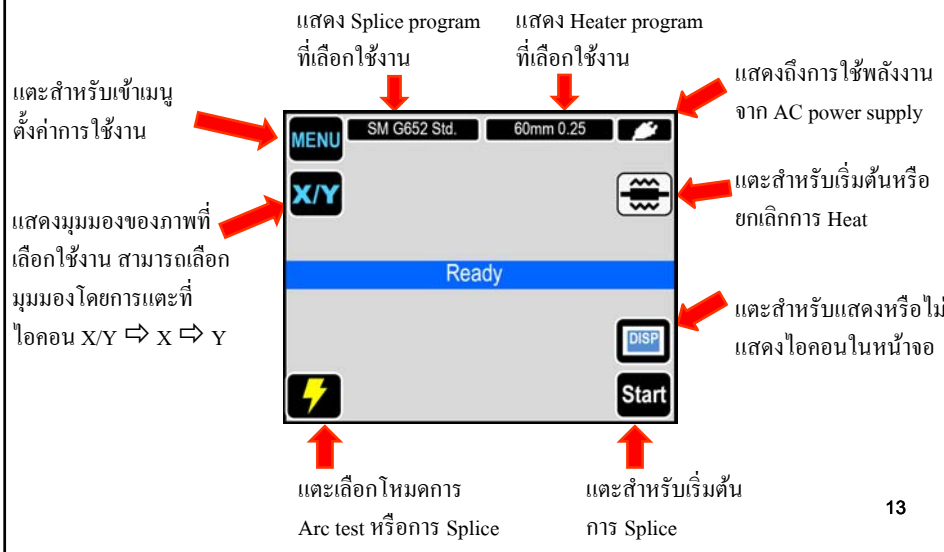 แสดง Splice program
ที่เลือกใช้งาน
แสดง Heater program
ที่เลือกใช้งาน
แสดงถึงการใช้พลังงาน
จาก AC power supply
แตะสำหรับเข้าเมนู
ตั้งค่าการใช้งาน
MENU
SM G652 Std.
60mm 0.25
X/Y
แตะสำหรับเริ่มต้นหรือ
ยกเลิกการ Heat
แสดงมุมมองของภาพที่
เลือกใช้งาน สามารถเลือก
มุมมองโดยการแตะที่
ไอคอน X/Y ⇨ X ⇨ Y
Ready
แตะสำหรับแสดงหรือไม่
แสดงไอคอนในหน้าจอ
DISP
Start
แตะเลือกโหมดการ
Arc test หรือการ Splice
แตะสำหรับเริ่มต้น
การ Splice
13